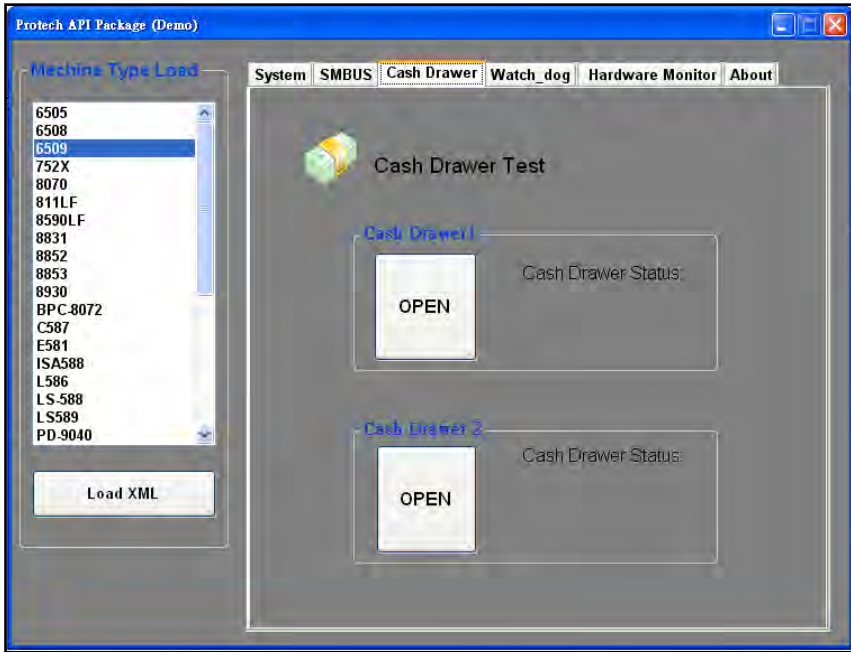 Protech API Package (Demo)
Mechine Type Load
6505
6508
6509
752X
8070
811LF
8590LF
8831
8852
8853
8930
BPC-8072
C587
E581
ISA588
L586
LS-588
LS589
PD-9040
Load XML
System SMBUS Cash Drawer Watch_dog Hardware Monitor About
Cash Drawer Test
Cash Drawer1
OPEN
Cash Drawer Status:
Cash Drawer 2
OPEN
Cash Drawer Status: